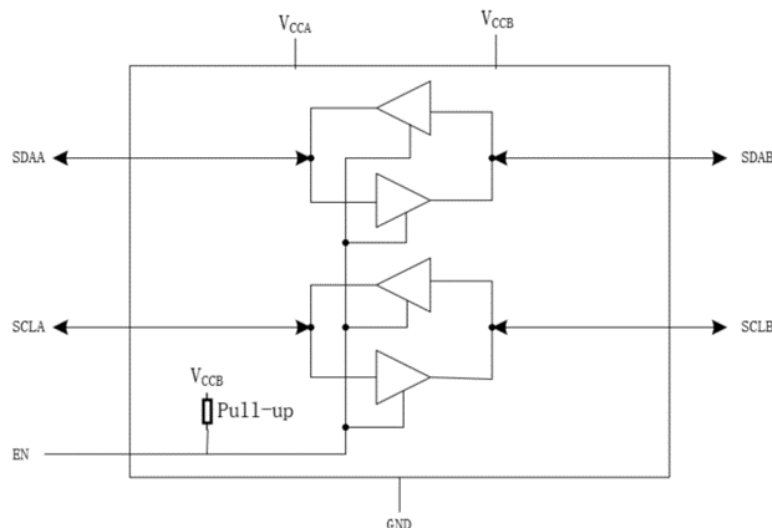 VCCA
VCCB
SDAA
SDAB
SCLA
SCLB
VCCB
Pull-up
EN
GND